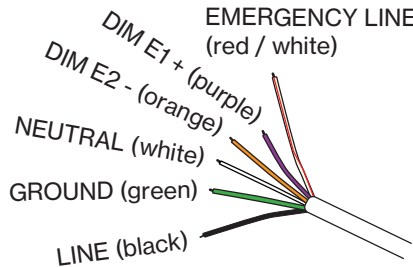 EMERGENCY LINE
(red / white)
DIM E1 + (purple)
DIM E2 - (orange)
NEUTRAL (white)
GROUND (green)
LINE (black)